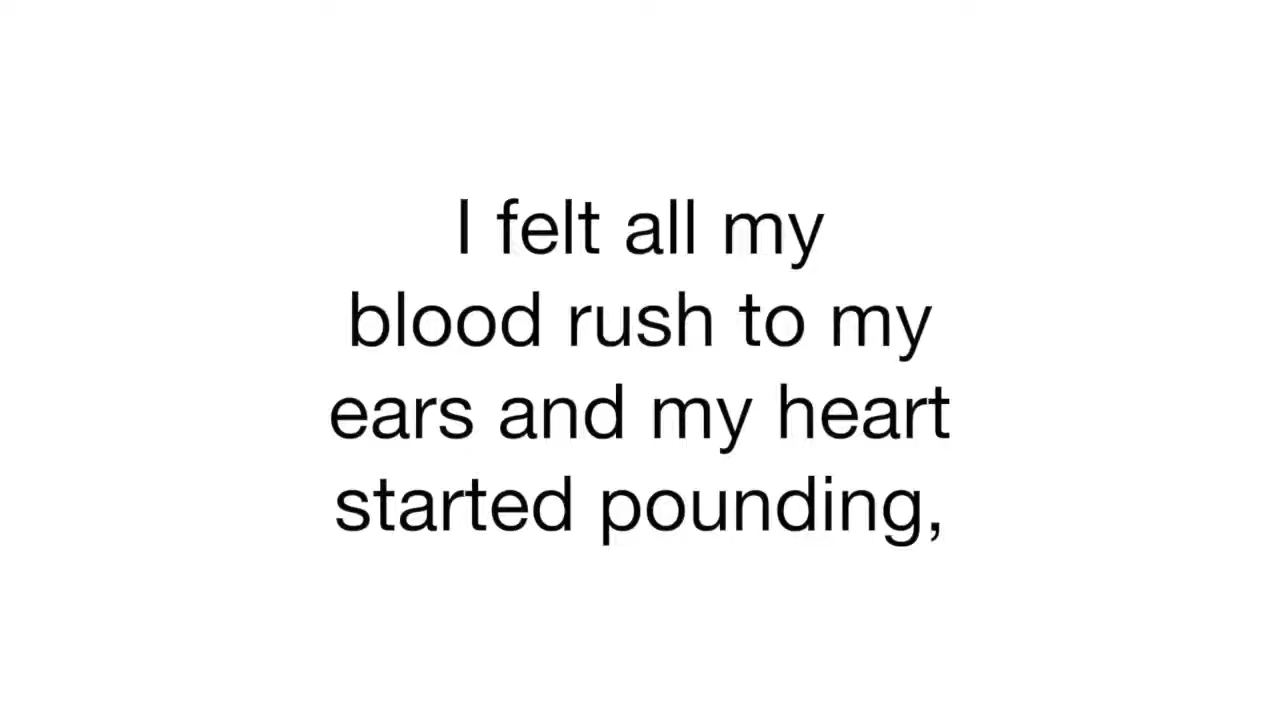 I felt all my
blood rush to my
ears and my heart
started pounding,